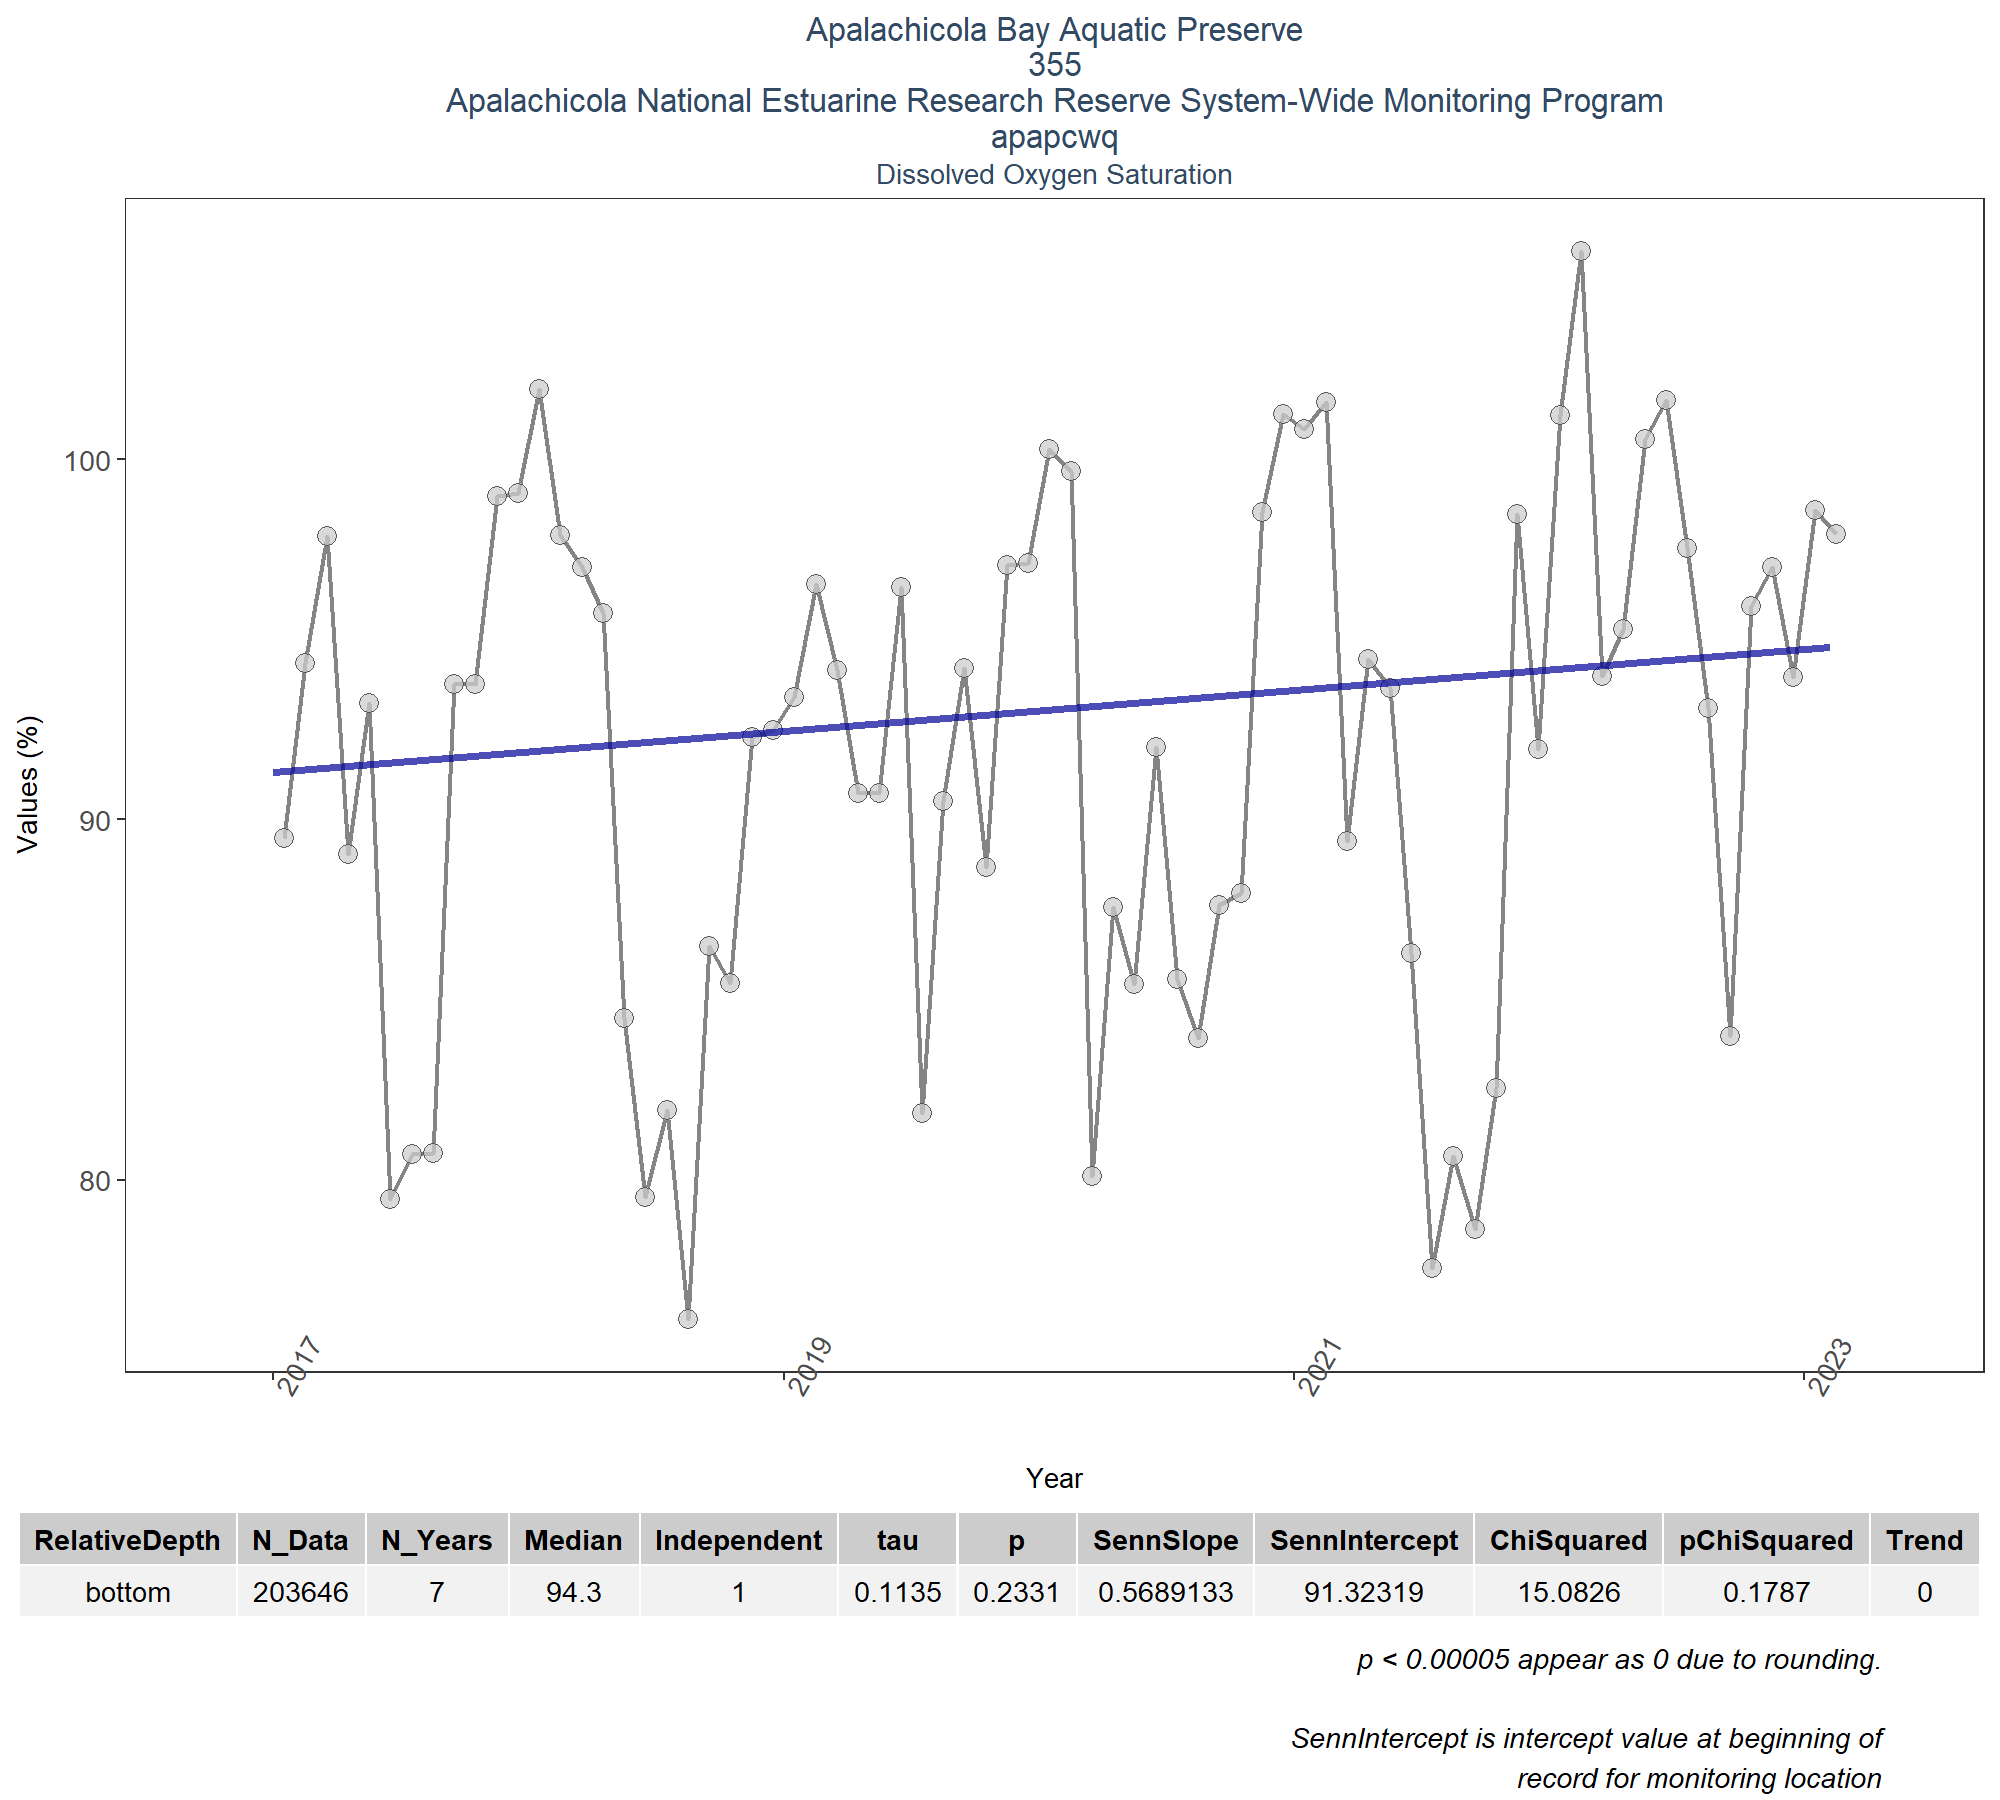 Apalachicola Bay Aquatic Preserve
355
Apalachicola National Estuarine Research Reserve System-Wide Monitoring Program
apapcwq
Dissolved Oxygen Saturation
Values (%)
100
90
80
2017 2019 2021 2023
Year
RelativeDepth N_Data N_Years Median Independent tau p SennSlope SennIntercept ChiSquared pChiSquared Trend
bottom 203646 7 94.3 1 0.1135 0.2331 0.5689133 91.32319 15.0826 0.1787 0
p < 0.00005 appear as 0 due to rounding.
SennIntercept is intercept value at beginning of
record for monitoring location